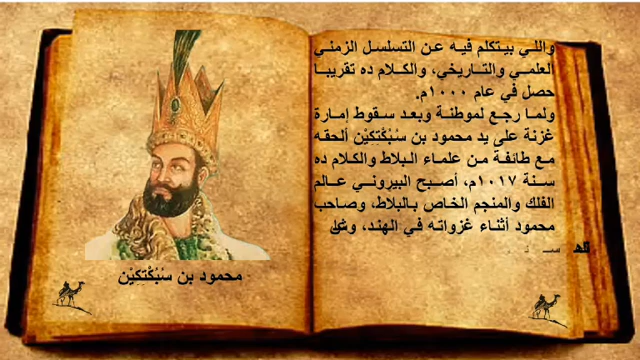 واللي بيتكلم فيه عن التسلسل الزمني
العلمي والتاريخي، والكلام ده تقريبا
حصل في عام ١٠٠٠م.
ولما رجع لموطنة وبعد سقوط إمارة
غزنة على يد محمود بن سُبُكْتِكِيْن ألحقه
مع طائفة من علماء البلاط والكلام ده
سنة ١٠١٧م، أصبح البيروني عالم
الفلك والمنجم الخاص بالبلاط، وصاحب
محمود أثناء غزواته في الهند،
محمود بن سُبُكْتِكِيْن